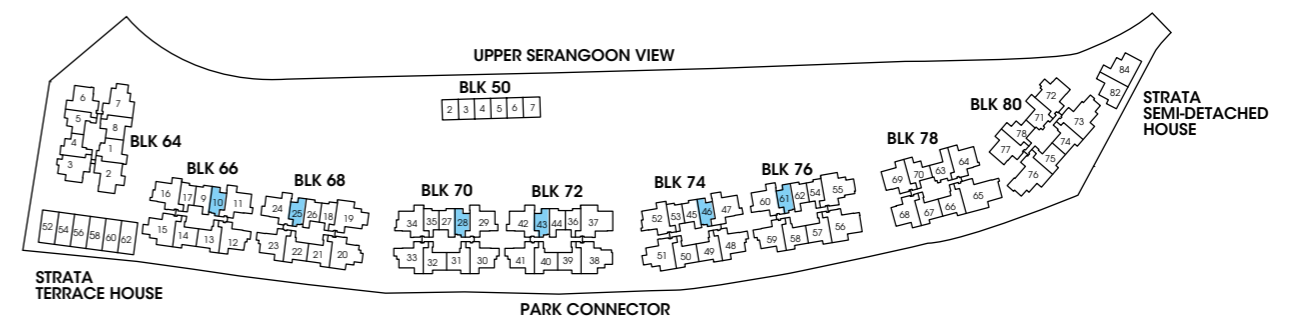 UPPER SERANGOON VIEW
BLK 50
2 3 4 5 6 7
BLK 64
6 7
5 8
4 1
3 2
BLK 66
16 17 9 10 11
15 14 13 12
BLK 68
24 25 26 18 19
23 22 21 20
BLK 70
34 35 27 28 29
33 32 31 30
BLK 72
42 43 44 36 37
41 40 39 38
BLK 74
52 53 45 46 47
51 50 49 48
BLK 76
60 61 62 54 55
59 58 57 56
BLK 78
69 70 63 64
68 67 66 65
BLK 80
72
71 73
78 74
77 75
76
84
82
STRATA
SEMI-DETACHED
HOUSE
52 54 56 58 60 62
STRATA
TERRACE HOUSE
PARK CONNECTOR